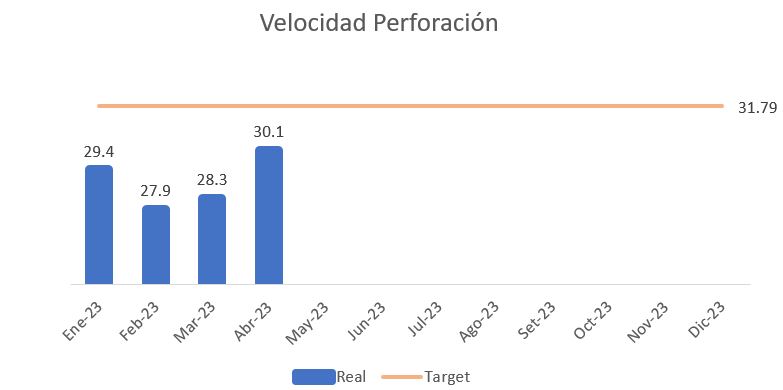 Velocidad Perforación
31.79
30.1
29.4
28.3
27.9
Ene-23
Feb-23
Mar-23
Abr-23
May-23
Jun-23
Jul-23
Ago-23
Set-23
Oct-23
Nov-23
Dic-23
Real
Target